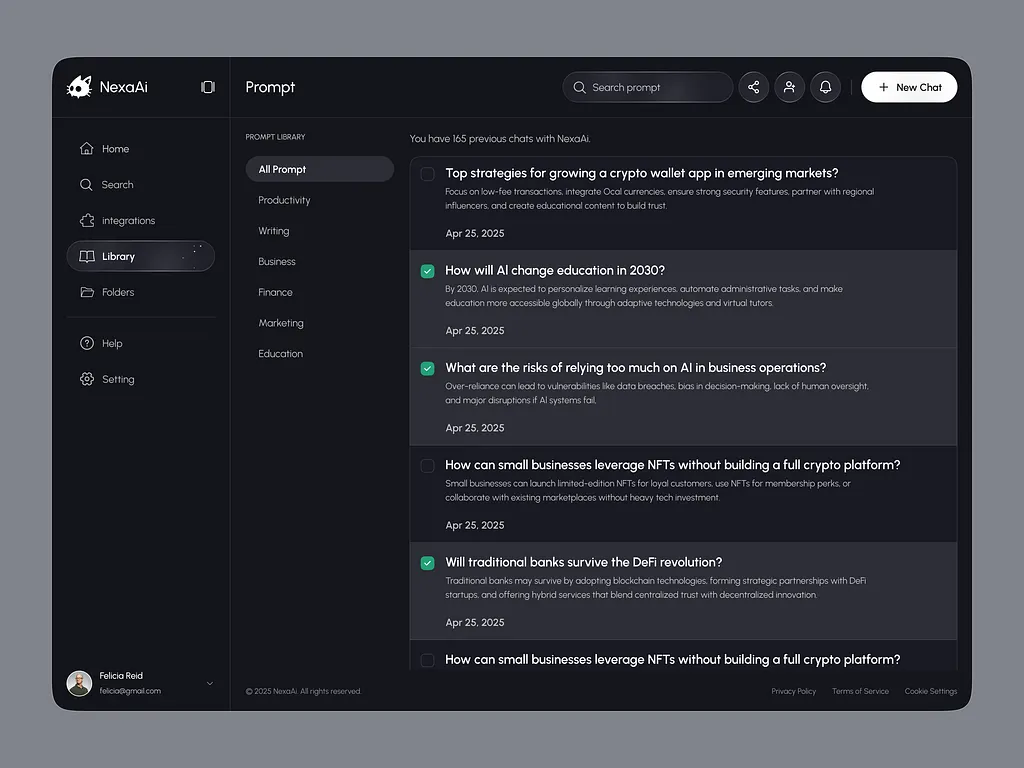 NexaAi
Prompt
Search prompt
New Chat
Home
Search
integrations
Library
Folders
Help
Setting
Felicia Reid
felicia@gmail.com
PROMPT LIBRARY
All Prompt
Productivity
Writing
Business
Finance
Marketing
Education
You have 165 previous chats with NexaAi.
Top strategies for growing a crypto wallet app in emerging markets?
Focus on low-fee transactions, integrate Ocal currencies, ensure strong security features, partner with regional
influencers, and create educational content to build trust.
Apr 25, 2025
How will AI change education in 2030?
By 2030, AI is expected to personalize learning experiences, automate administrative tasks, and make
education more accessible globally through adaptive technologies and virtual tutors.
Apr 25, 2025
What are the risks of relying too much on AI in business operations?
Over-reliance can lead to vulnerabilities like data breaches, bias in decision-making, lack of human oversight,
and major disruptions if AI systems fail.
Apr 25, 2025
How can small businesses leverage NFTs without building a full crypto platform?
Small businesses can launch limited-edition NFTs for loyal customers, use NFTs for membership perks, or
collaborate with existing marketplaces without heavy tech investment.
Apr 25, 2025
Will traditional banks survive the DeFi revolution?
Traditional banks may survive by adopting blockchain technologies, forming strategic partnerships with DeFi
startups, and offering hybrid services that blend centralized trust with decentralized innovation.
Apr 25, 2025
How can small businesses leverage NFTs without building a full crypto platform?
© 2025 NexaAi. All rights reserved.
Privacy Policy
Terms of Service
Cookie Settings